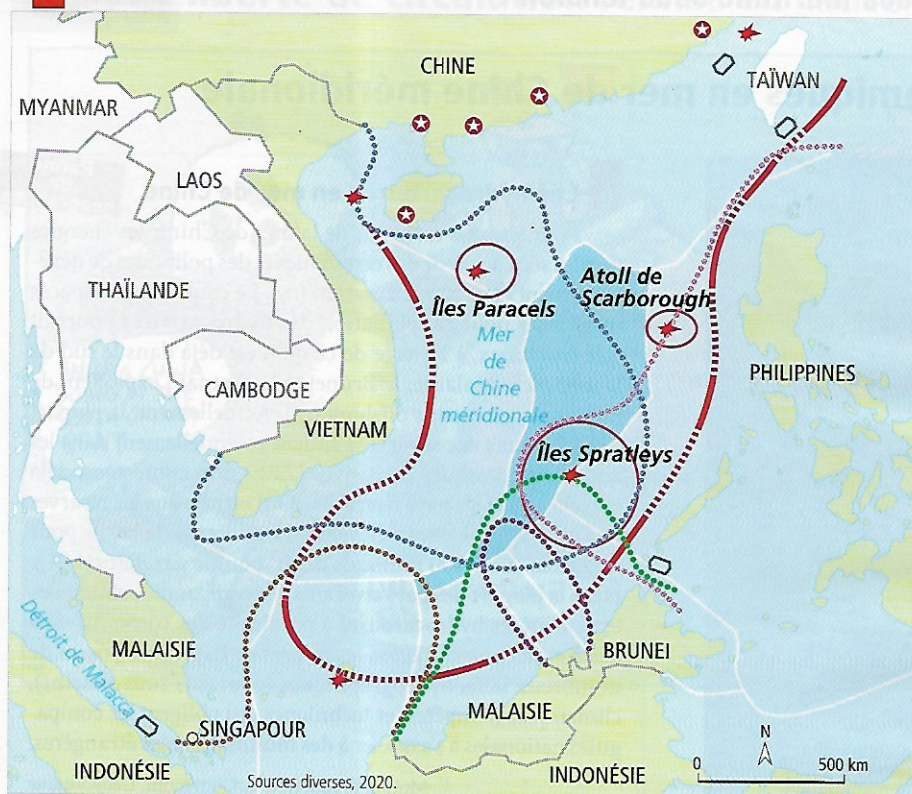 CHINE
TAÏWAN
MYANMAR
LAOS
THAÏLANDE
Îles Paracels
Atoll de
Scarborough
Mer
de
Chine
méridionale
CAMBODGE
VIETNAM
PHILIPPINES
Îles Spratleys
Détroit de Malacca
MALAISIE
BRUNEI
SINGAPOUR
MALAISIE
INDONÉSIE
INDONÉSIE
Sources diverses, 2020.
N
0 500 km